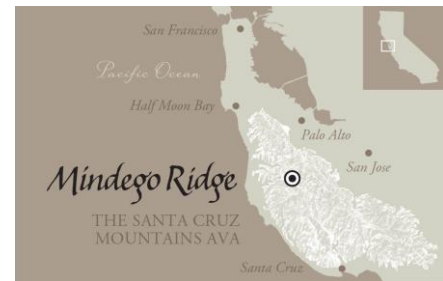 San Francisco
Pacific Ocean
Half Moon Bay
Palo Alto
San Jose
Mindego Ridge
THE SANTA CRUZ
MOUNTAINS AVA
Santa Cruz